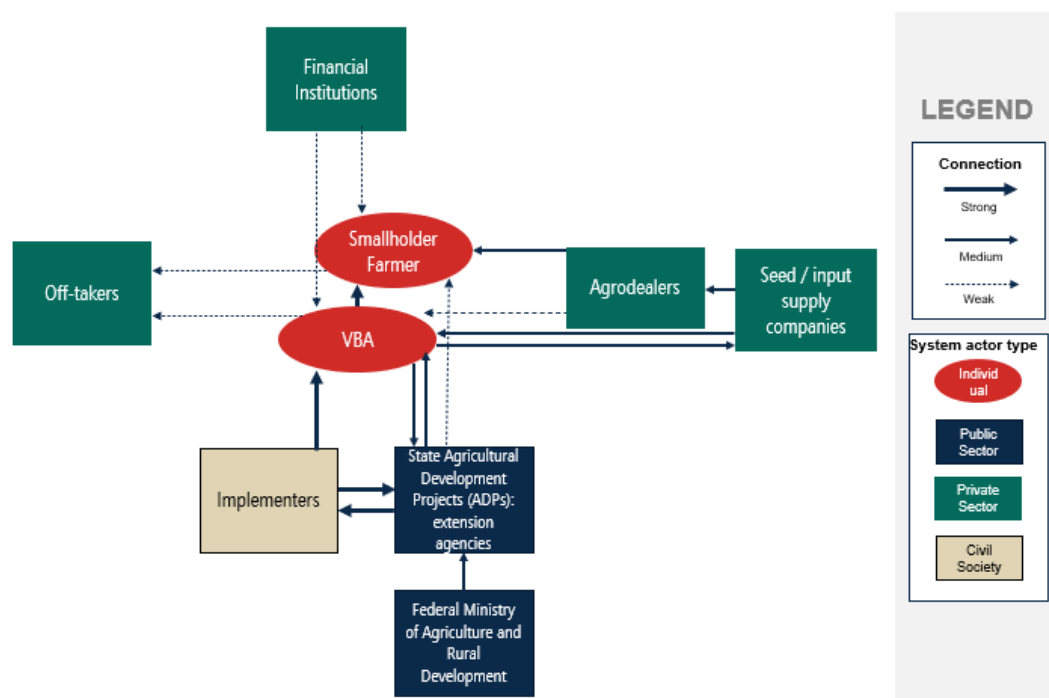 Financial
Institutions
Smallholder
Farmer
Off-takers
Agrodealers
Seed / input
supply
companies
VBA
Implementers
State Agricultural
Development
Projects (ADPs):
extension
agencies
Federal Ministry
of Agriculture and
Rural
Development
LEGEND
Connection
Strong
Medium
Weak
System actor type
Individ
ual
Public
Sector
Private
Sector
Civil
Society